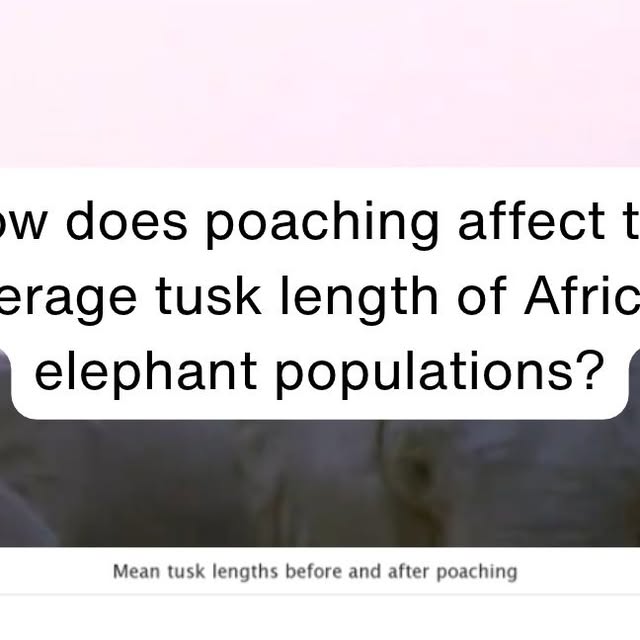 ow does poaching affect t
erage tusk length of Afric
elephant populations?
Mean tusk lengths before and after poaching